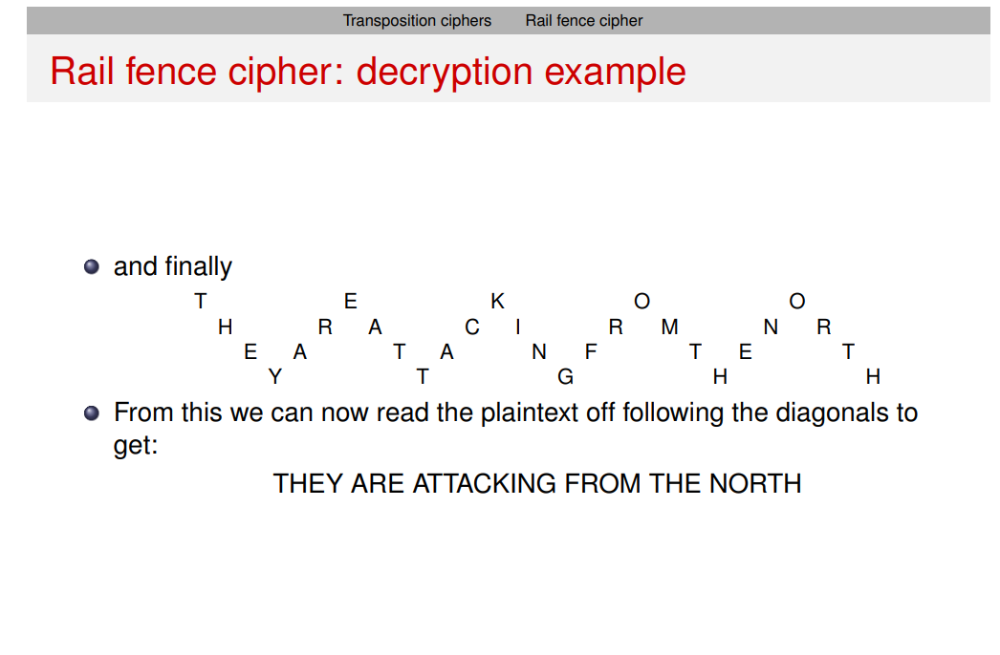 Transposition ciphers Rail fence cipher
Rail fence cipher: decryption example
and finally
T E K O O
H R A C I R M N R
E A T A N F T E T
Y T G H H
From this we can now read the plaintext off following the diagonals to
get:
THEY ARE ATTACKING FROM THE NORTH